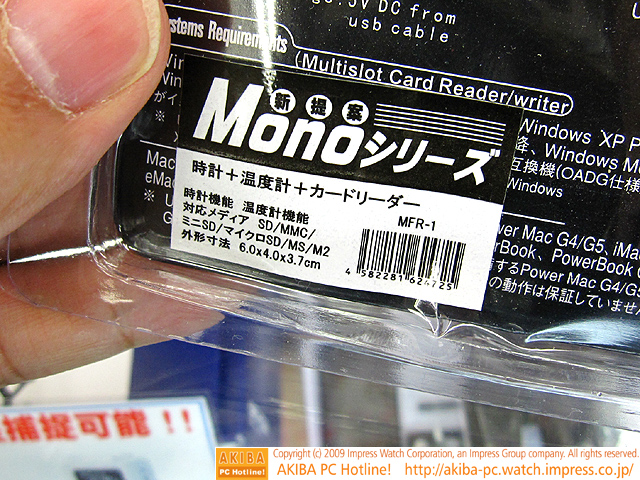 5V DC from
usb cable
U
Systems Requirements
(Multislot Card Reader/writer)
新提案
Monoシリーズ
時計+温度計+カードリーダー
時計機能 温度計機能
MFR-1
対応メディア SD/MMC/
ミニSD/マイクロSD/MS/M2
外形寸法 6.0x4.0x3.7cm
4 582281 624725
Windows XP P
降、Windows M
互換機(OADG仕様
Windows
Mac
eMac
Power Mac G4/G5、iMac
erBook、PowerBook
するPower Mac G4/G5
の動作は保証していません
捕捉可能!!
AKIBA
PC Hotline!
Copyright (c) 2009 Impress Watch Corporation, an Impress Group company. All rights reserved.
AKIBA PC Hotline! http://akiba-pc.watch.impress.co.jp/